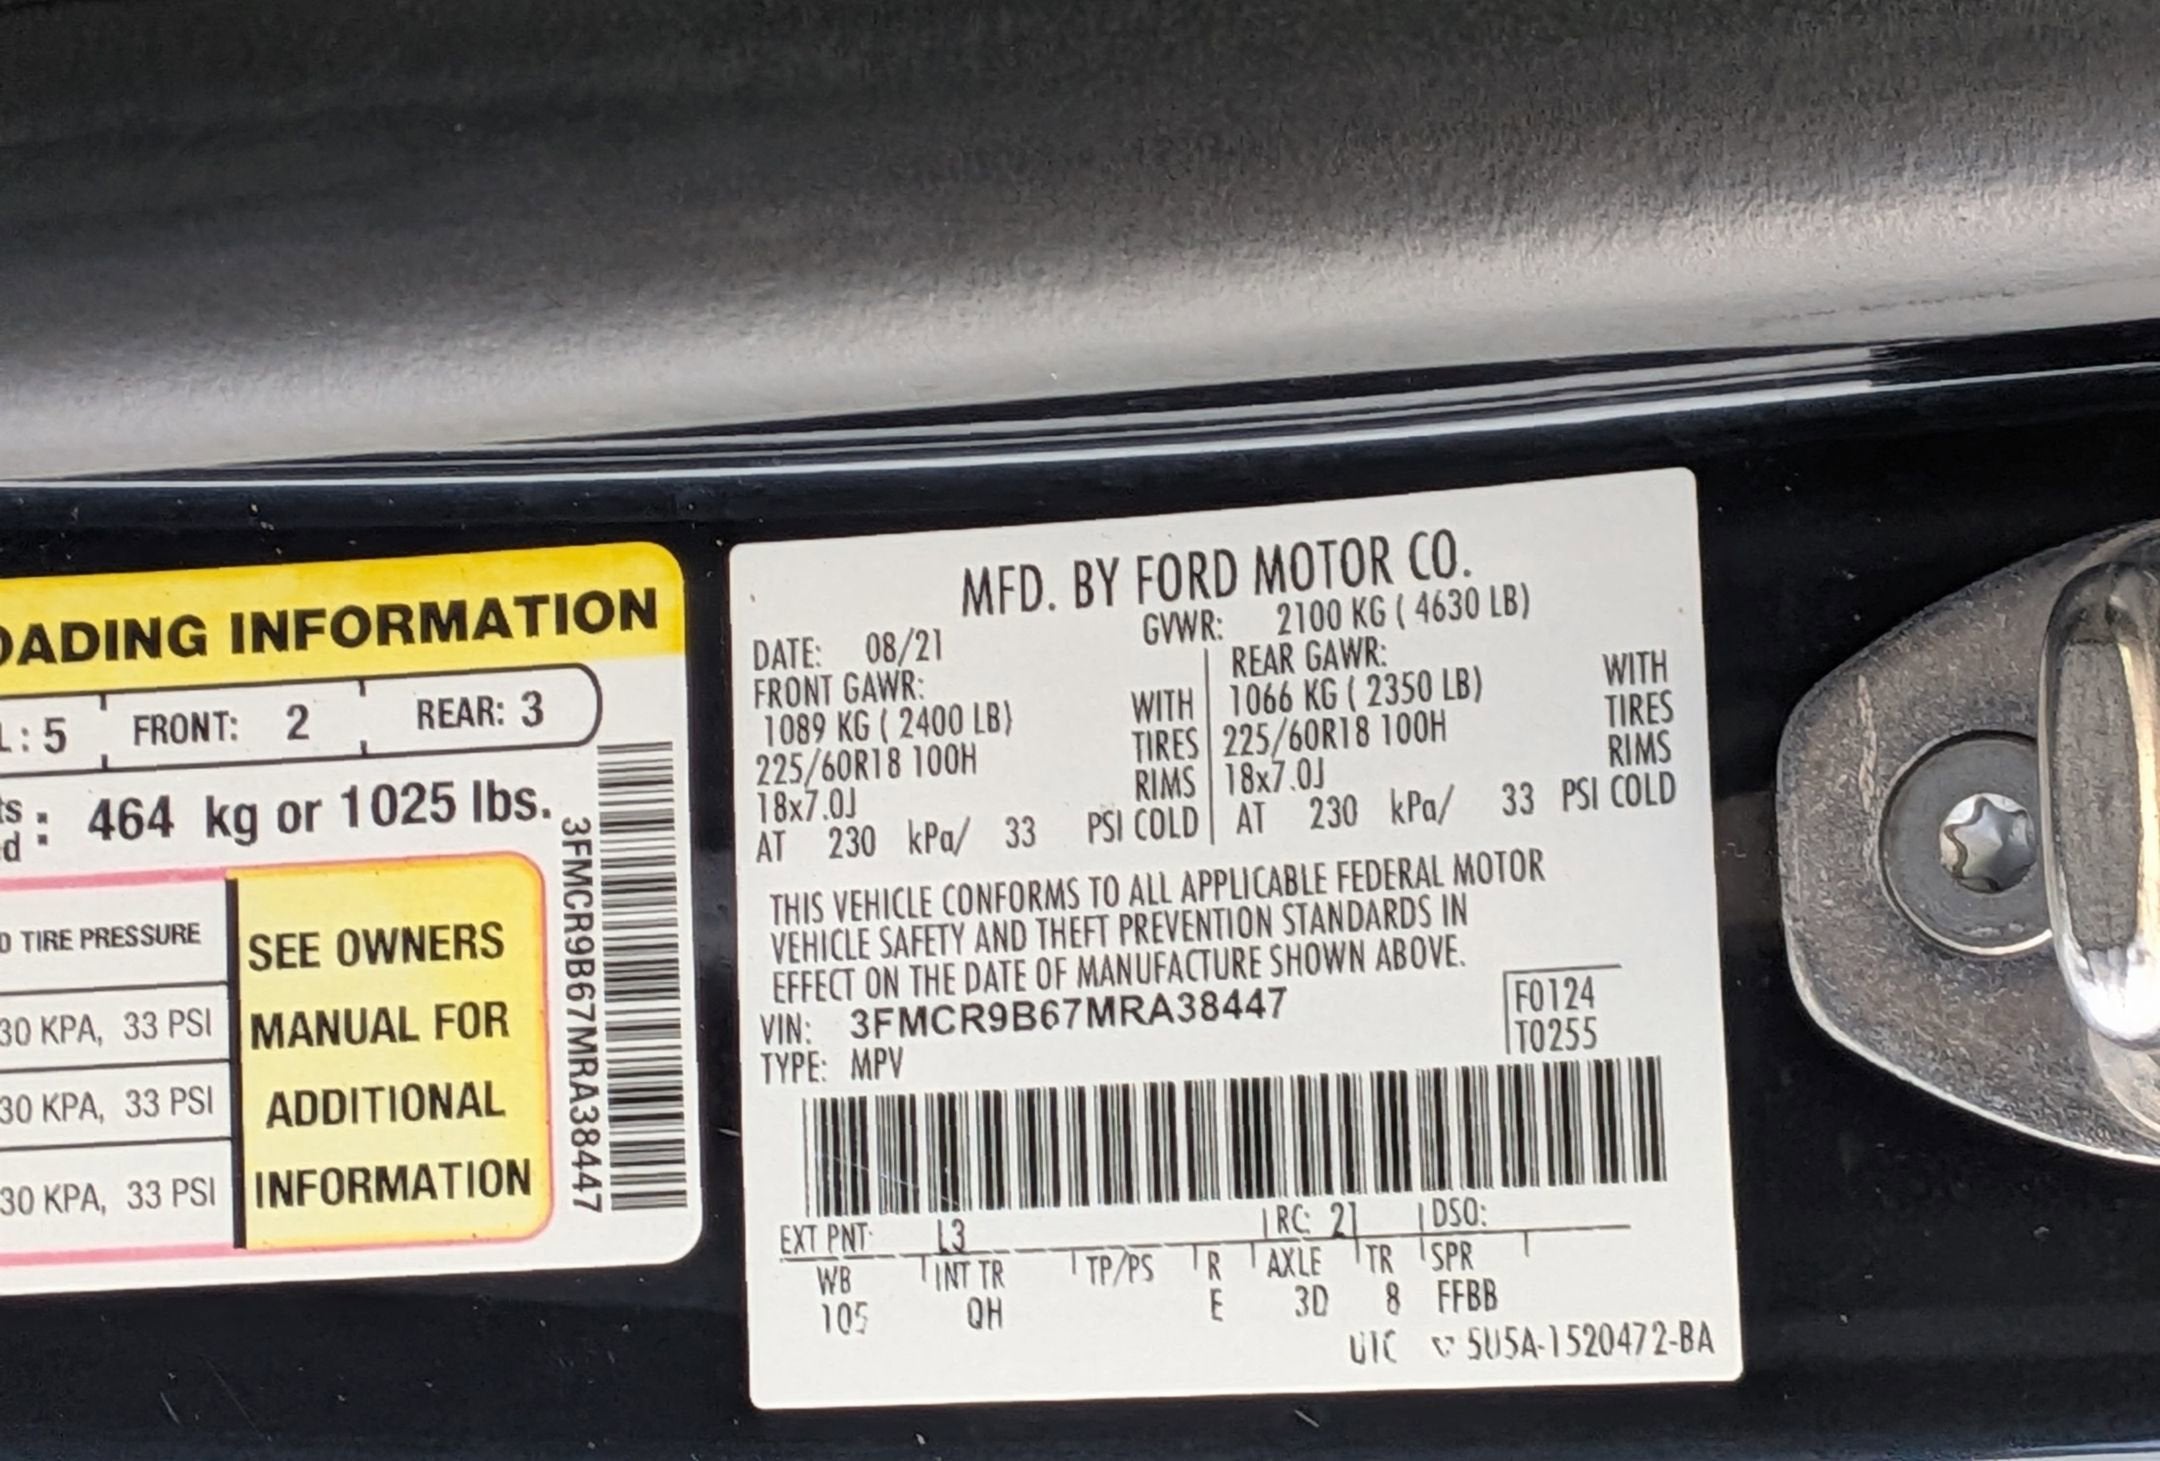 OADING INFORMATION
L: 5 FRONT: 2 REAR: 3
: 464 kg or 1025 lbs.
TIRE PRESSURE
30 KPA, 33 PSI
30 KPA, 33 PSI
30 KPA, 33 PSI
SEE OWNERS
MANUAL FOR
ADDITIONAL
INFORMATION
3FMCR9B67MRA38447
MFD. BY FORD MOTOR CO.
DATE: 08/21 GVWR: 2100 KG ( 4630 LB)
FRONT GAWR: REAR GAWR:
1089 KG ( 2400 LB) WITH 1066 KG ( 2350 LB) WITH
225/60R18 100H TIRES 225/60R18 100H TIRES
18x7.0J RIMS 18x7.0J RIMS
AT 230 kPa/ 33 PSI COLD AT 230 kPa/ 33 PSI COLD
THIS VEHICLE CONFORMS TO ALL APPLICABLE FEDERAL MOTOR
VEHICLE SAFETY AND THEFT PREVENTION STANDARDS IN
EFFECT ON THE DATE OF MANUFACTURE SHOWN ABOVE.
VIN: 3FMCR9B67MRA38447 F0124
TYPE: MPV T0255
EXT PNT: L3 RC: 21 DSO:
WB INT TR TP/PS R AXLE TR SPR
105 QH E 3D 8 FFBB
UTC 5U5A-1520472-BA